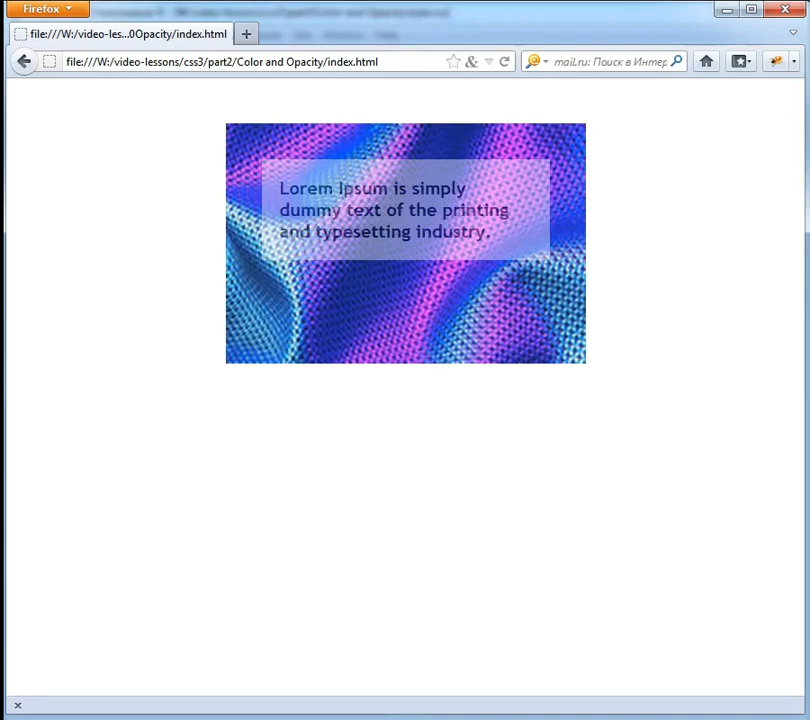 Firefox
file:///W:/video-les...0Opacity/index.html
file:///W:/video-lessons/css3/part2/Color and Opacity/index.html
mail.ru: Поиск в Интер
Lorem Ipsum is simply
dummy text of the printing
and typesetting industry.